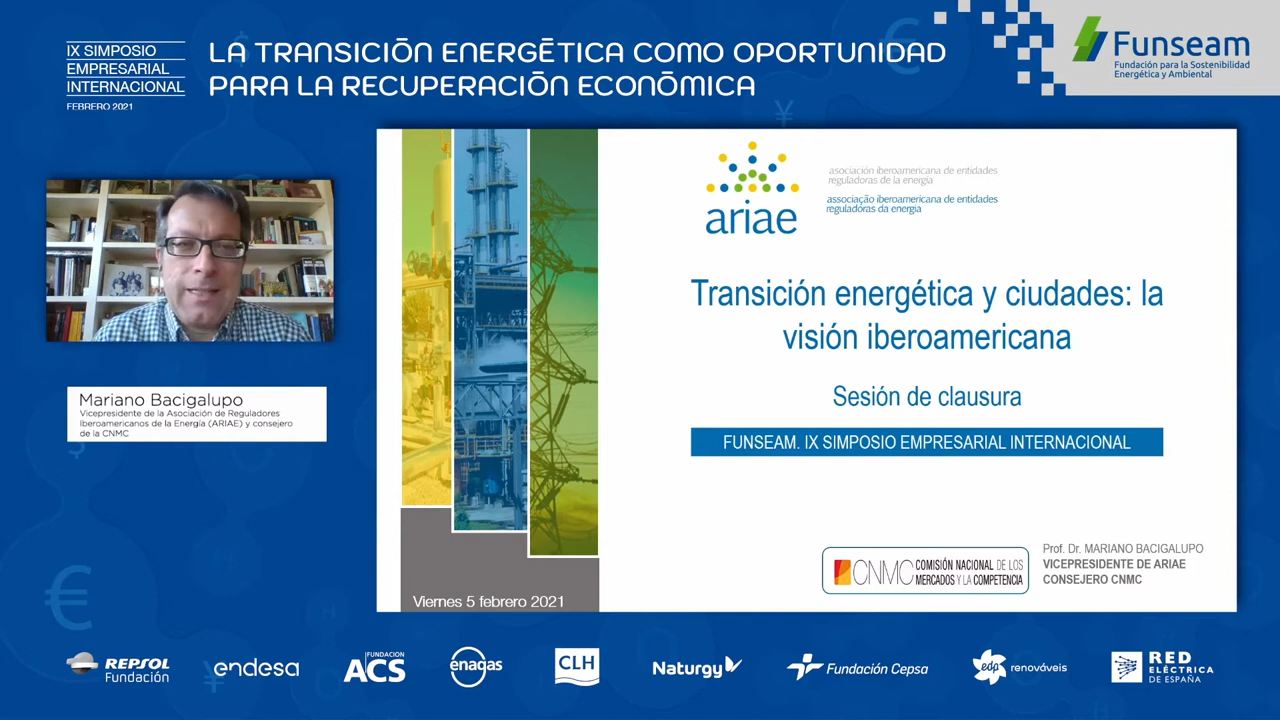 IX SIMPOSIO
EMPRESARIAL
INTERNACIONAL
FEBRERO 2021
LA TRANSICIÓN ENERGÉTICA COMO OPORTUNIDAD
PARA LA RECUPERACIÓN ECONÓMICA
Funseam
Fundación para la Sostenibilidad
Energética y Ambiental
Mariano Bacigalupo
Vicepresidente de la Asociación de Reguladores
Iberoamericanos de la Energía (ARIAE) y consejero
de la CNMC
ariae
asociación iberoamericana de entidades
reguladoras de la energía
associação iberoamericana de entidades
reguladoras da energia
Transición energética y ciudades: la
visión iberoamericana
Sesión de clausura
FUNSEAM. IX SIMPOSIO EMPRESARIAL INTERNACIONAL
CNMC COMISIÓN NACIONAL DE LOS
MERCADOS Y LA COMPETENCIA
Prof. Dr. MARIANO BACIGALUPO
VICEPRESIDENTE DE ARIAE
CONSEJERO CNMC
Viernes 5 febrero 2021
REPSOL
Fundación
endesa
FUNDACION
ACS
enagas
CLH
Naturgy
Fundación Cepsa
edp renováveis
RED
ELÉCTRICA
DE ESPAÑA